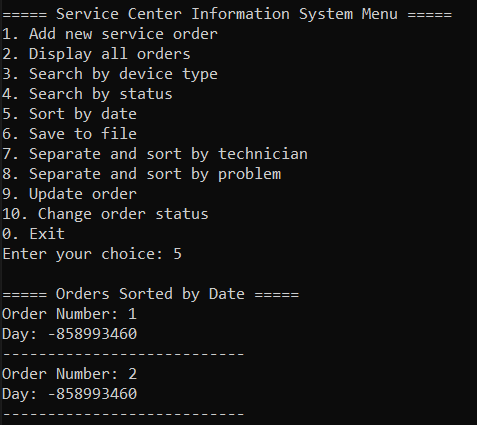 ===== Service Center Information System Menu =====
1. Add new service order
2. Display all orders
3. Search by device type
4. Search by status
5. Sort by date
6. Save to file
7. Separate and sort by technician
8. Separate and sort by problem
9. Update order
10. Change order status
0. Exit
Enter your choice: 5

===== Orders Sorted by Date =====
Order Number: 1
Day: -858993460
---------------------------
Order Number: 2
Day: -858993460
---------------------------